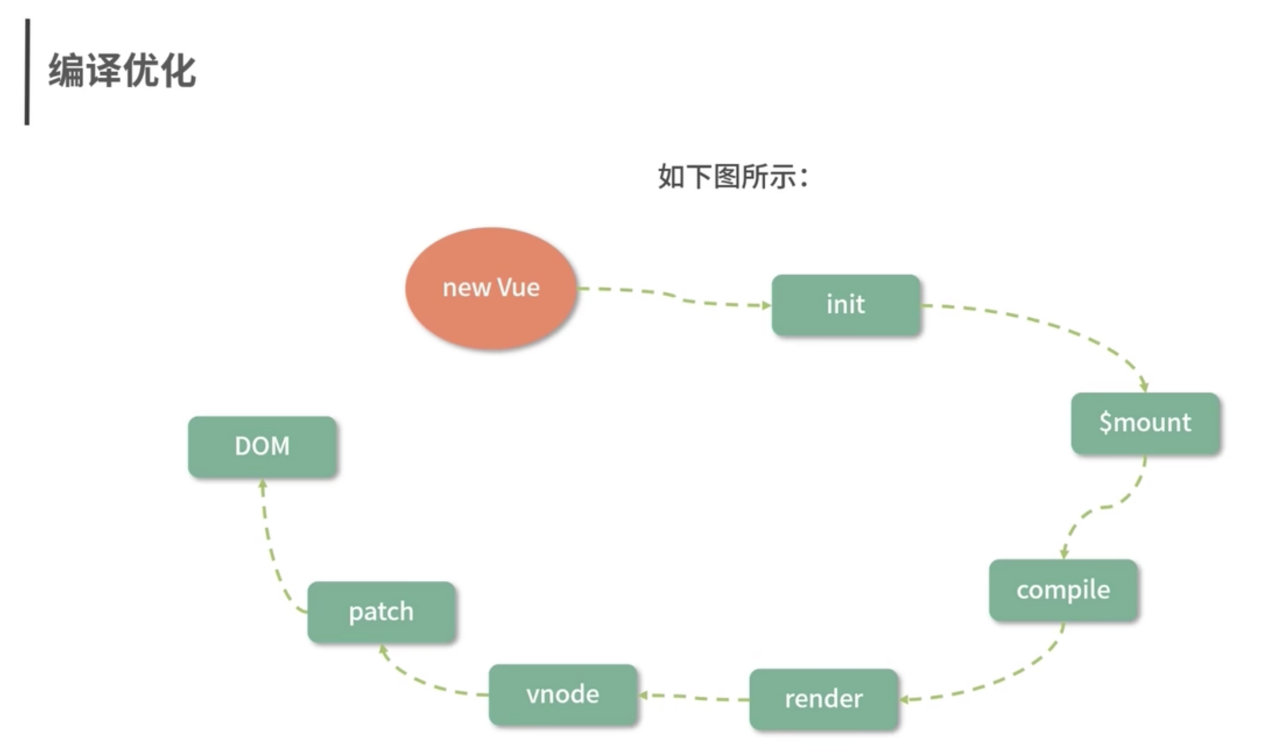 编译优化
如下图所示：
new Vue
init
$mount
compile
render
vnode
patch
DOM